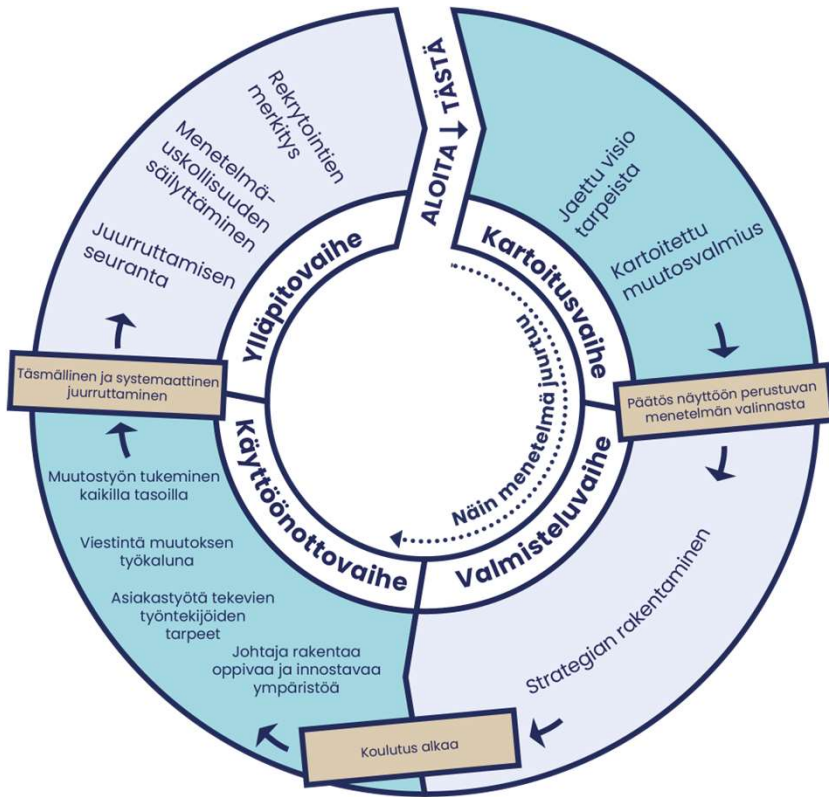 ALOITA TÄSTÄ
Kartoitusvaihe
Jaettu visio
tarpeista
Kartoitettu
muutosvalmius
Päätös näyttöön perustuvan
menetelmän valinnasta
Valmisteluvaihe
Strategian rakentaminen
Koulutus alkaa
Käyttöönottovaihe
Johtaja rakentaa
oppivaa ja innostavaa
ympäristöä
Asiakastyötä tekevien
työntekijöiden
tarpeet
Viestintä muutoksen
työkaluna
Muutostyön tukeminen
kaikilla tasoilla
Täsmällinen ja systemaattinen
juurruttaminen
Ylläpitovaihe
Juurruttamisen
seuranta
Menetelmä-
uskollisuuden
säilyttäminen
Rekrytointien
merkitys
Näin menetelmä juurtuu